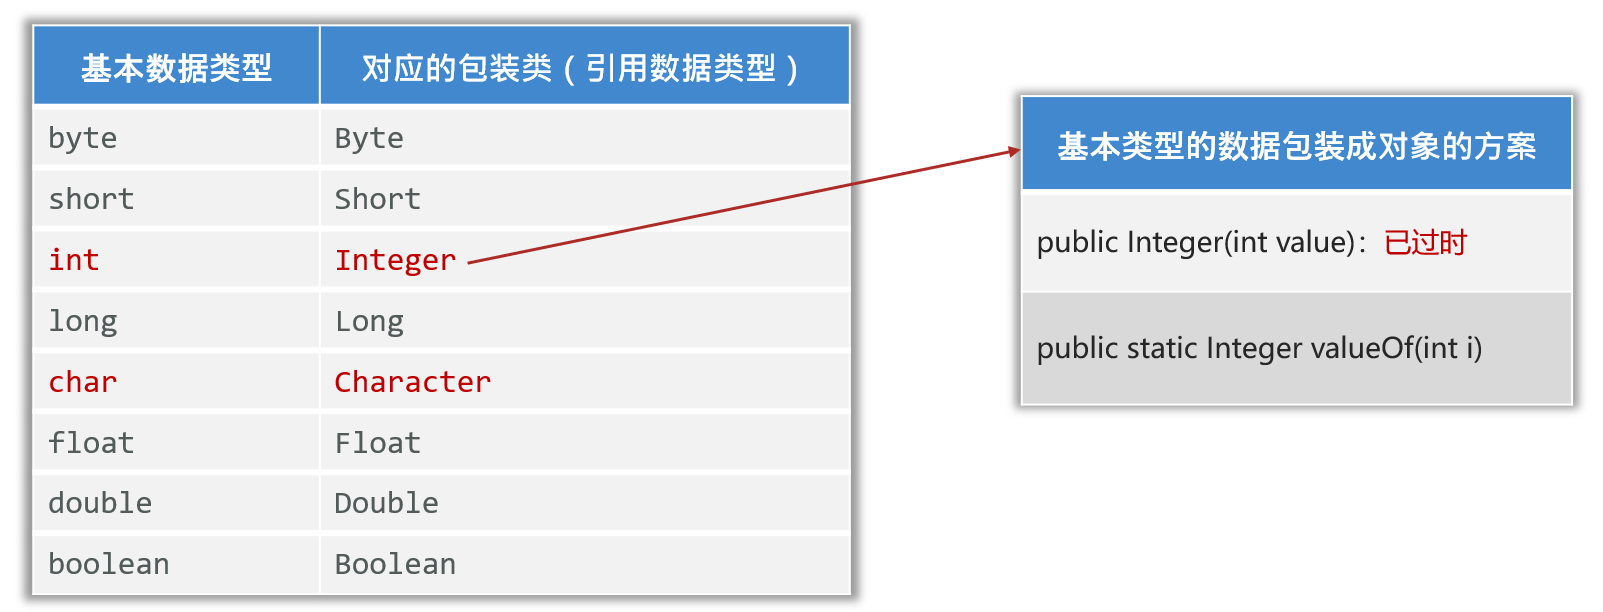 基本数据类型 对应的包装类（引用数据类型）
byte Byte
short Short
int Integer
long Long
char Character
float Float
double Double
boolean Boolean
基本类型的数据包装成对象的方案
public Integer(int value)：已过时
public static Integer valueOf(int i)